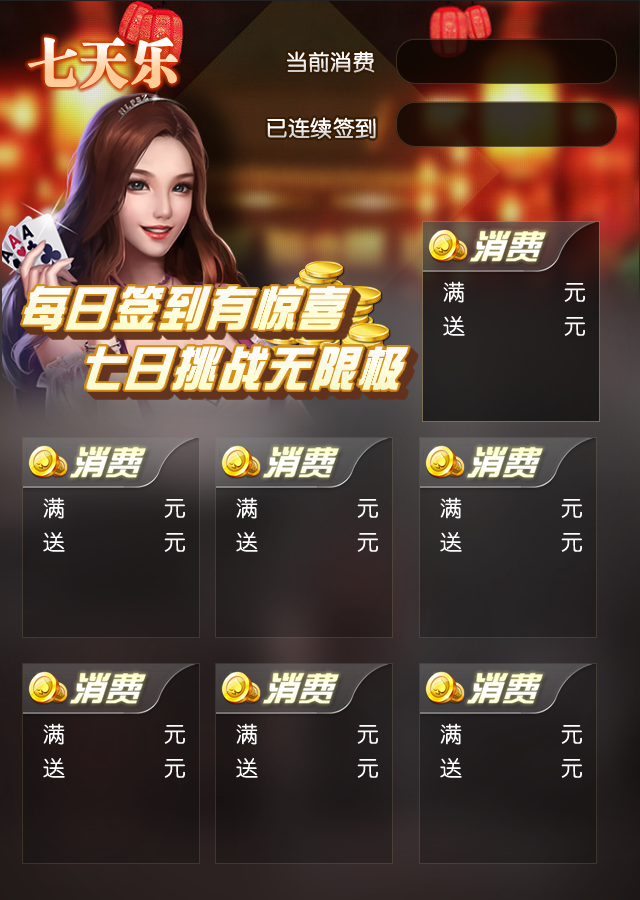 七天乐
当前消费
已连续签到
每日签到有惊喜
七日挑战无限极
消费
满 元
送 元
消费 消费 消费
满 元 满 元 满 元
送 元 送 元 送 元
消费 消费 消费
满 元 满 元 满 元
送 元 送 元 送 元
A A A